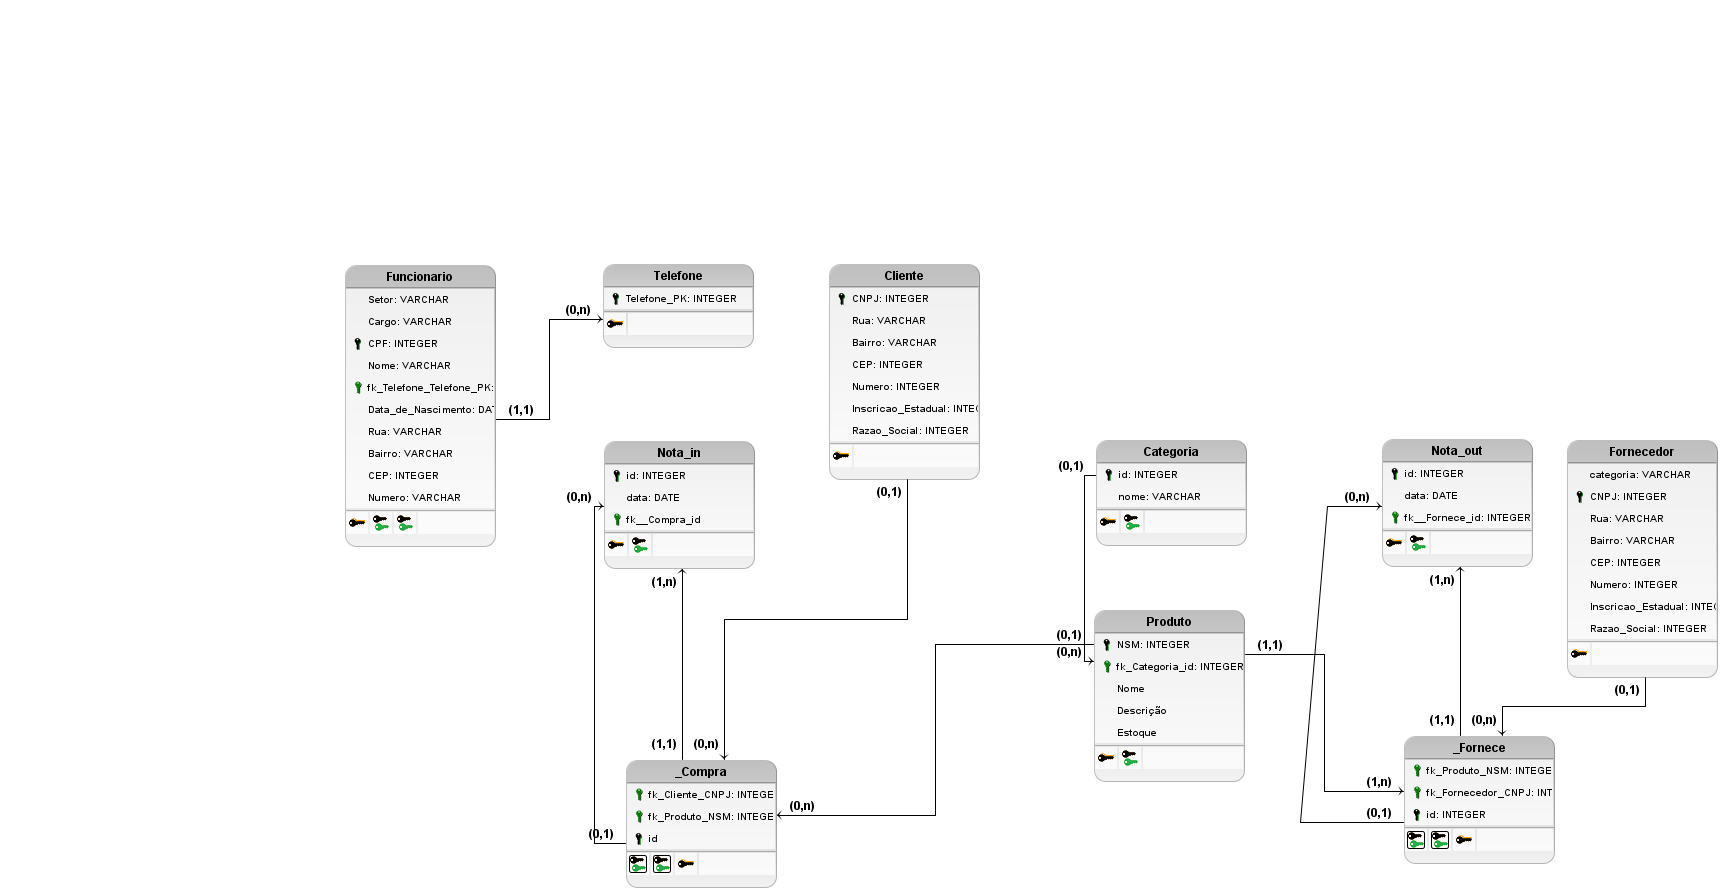 Funcionario
Setor: VARCHAR
Cargo: VARCHAR
CPF: INTEGER
Nome: VARCHAR
fk_Telefone_Telefone_PK:
Data_de_Nascimento: DAT
Rua: VARCHAR
Bairro: VARCHAR
CEP: INTEGER
Numero: VARCHAR
(1,1)
(0,n)
Telefone
Telefone_PK: INTEGER
Cliente
CNPJ: INTEGER
Rua: VARCHAR
Bairro: VARCHAR
CEP: INTEGER
Numero: INTEGER
Inscricao_Estadual: INTEG
Razao_Social: INTEGER
(0,1)
Nota_in
id: INTEGER
data: DATE
fk__Compra_id
(0,n)
(1,n)
Categoria
id: INTEGER
nome: VARCHAR
(0,1)
Nota_out
id: INTEGER
data: DATE
fk__Fornece_id: INTEGER
(0,n)
(1,n)
Fornecedor
categoria: VARCHAR
CNPJ: INTEGER
Rua: VARCHAR
Bairro: VARCHAR
CEP: INTEGER
Numero: INTEGER
Inscricao_Estadual: INTEG
Razao_Social: INTEGER
(0,1)
Produto
NSM: INTEGER
fk_Categoria_id: INTEGER
Nome
Descrição
Estoque
(0,1)
(0,n)
(1,1)
(1,1)
(0,n)
_Compra
fk_Cliente_CNPJ: INTEGE
fk_Produto_NSM: INTEGE
id
(0,1)
(0,n)
(1,1)
(0,n)
_Fornece
fk_Produto_NSM: INTEGE
fk_Fornecedor_CNPJ: INT
id: INTEGER
(1,n)
(0,1)